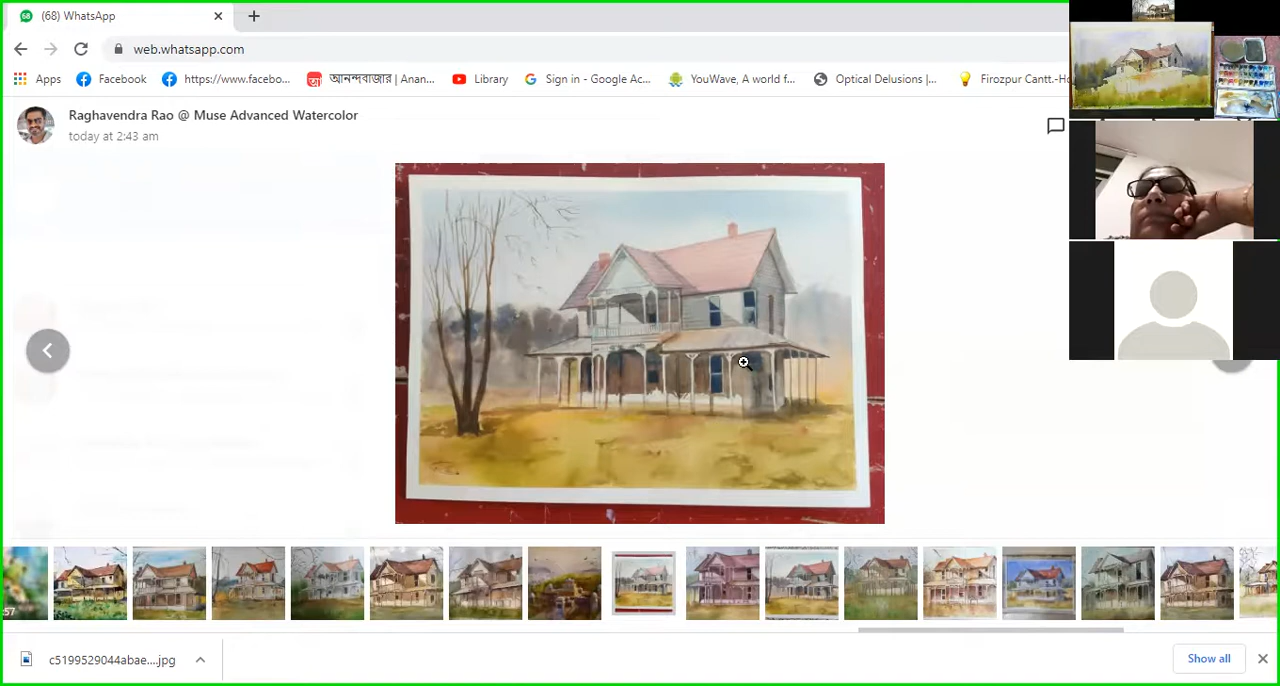 (68) WhatsApp
web.whatsapp.com
Apps Facebook https://www.facebo... আনন্দবাজার | Anan... Library Sign in - Google Ac... YouWave, A world f... Optical Delusions |... Firozpur Cantt.-Ho
Raghavendra Rao @ Muse Advanced Watercolor
today at 2:43 am
:57
c5199529044abae....jpg
Show all